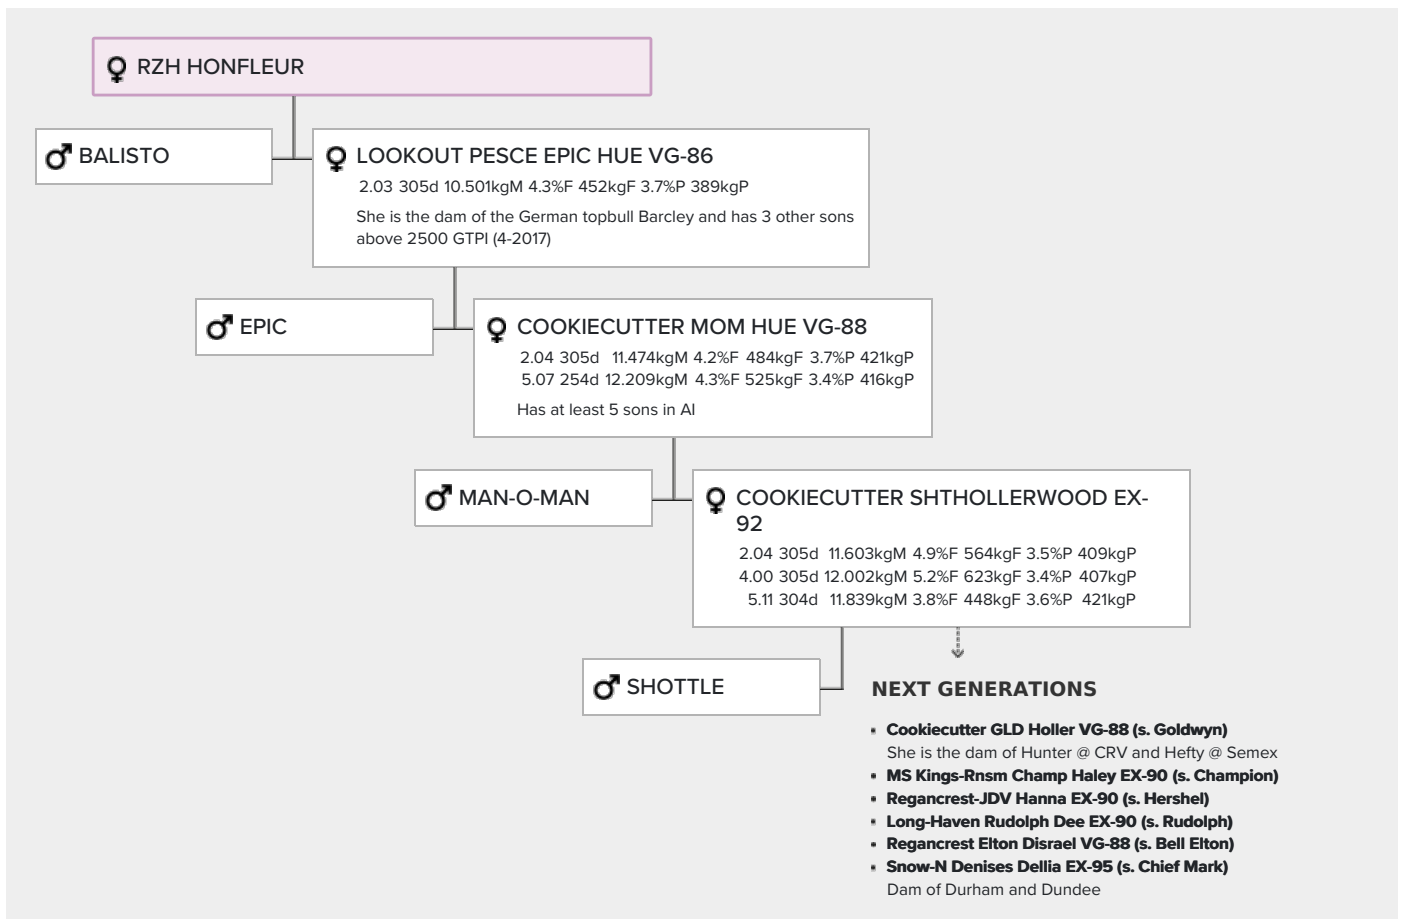 RZH HONFLEUR
BALISTO
LOOKOUT PESCE EPIC HUE VG-86
2.03 305d 10.501kgM 4.3%F 452kgF 3.7%P 389kgP
She is the dam of the German topbull Barcley and has 3 other sons
above 2500 GTPI (4-2017)
EPIC
COOKIECUTTER MOM HUE VG-88
2.04 305d 11.474kgM 4.2%F 484kgF 3.7%P 421kgP
5.07 254d 12.209kgM 4.3%F 525kgF 3.4%P 416kgP
Has at least 5 sons in AI
MAN-O-MAN
COOKIECUTTER SHTHOLLERWOOD EX-
92
2.04 305d 11.603kgM 4.9%F 564kgF 3.5%P 409kgP
4.00 305d 12.002kgM 5.2%F 623kgF 3.4%P 407kgP
5.11 304d 11.839kgM 3.8%F 448kgF 3.6%P 421kgP
SHOTTLE
NEXT GENERATIONS
Cookiecutter GLD Holler VG-88 (s. Goldwyn)
She is the dam of Hunter @ CRV and Hefty @ Semex
MS Kings-Rnsm Champ Haley EX-90 (s. Champion)
Regancrest-JDV Hanna EX-90 (s. Hershel)
Long-Haven Rudolph Dee EX-90 (s. Rudolph)
Regancrest Elton Disrael VG-88 (s. Bell Elton)
Snow-N Denises Dellia EX-95 (s. Chief Mark)
Dam of Durham and Dundee